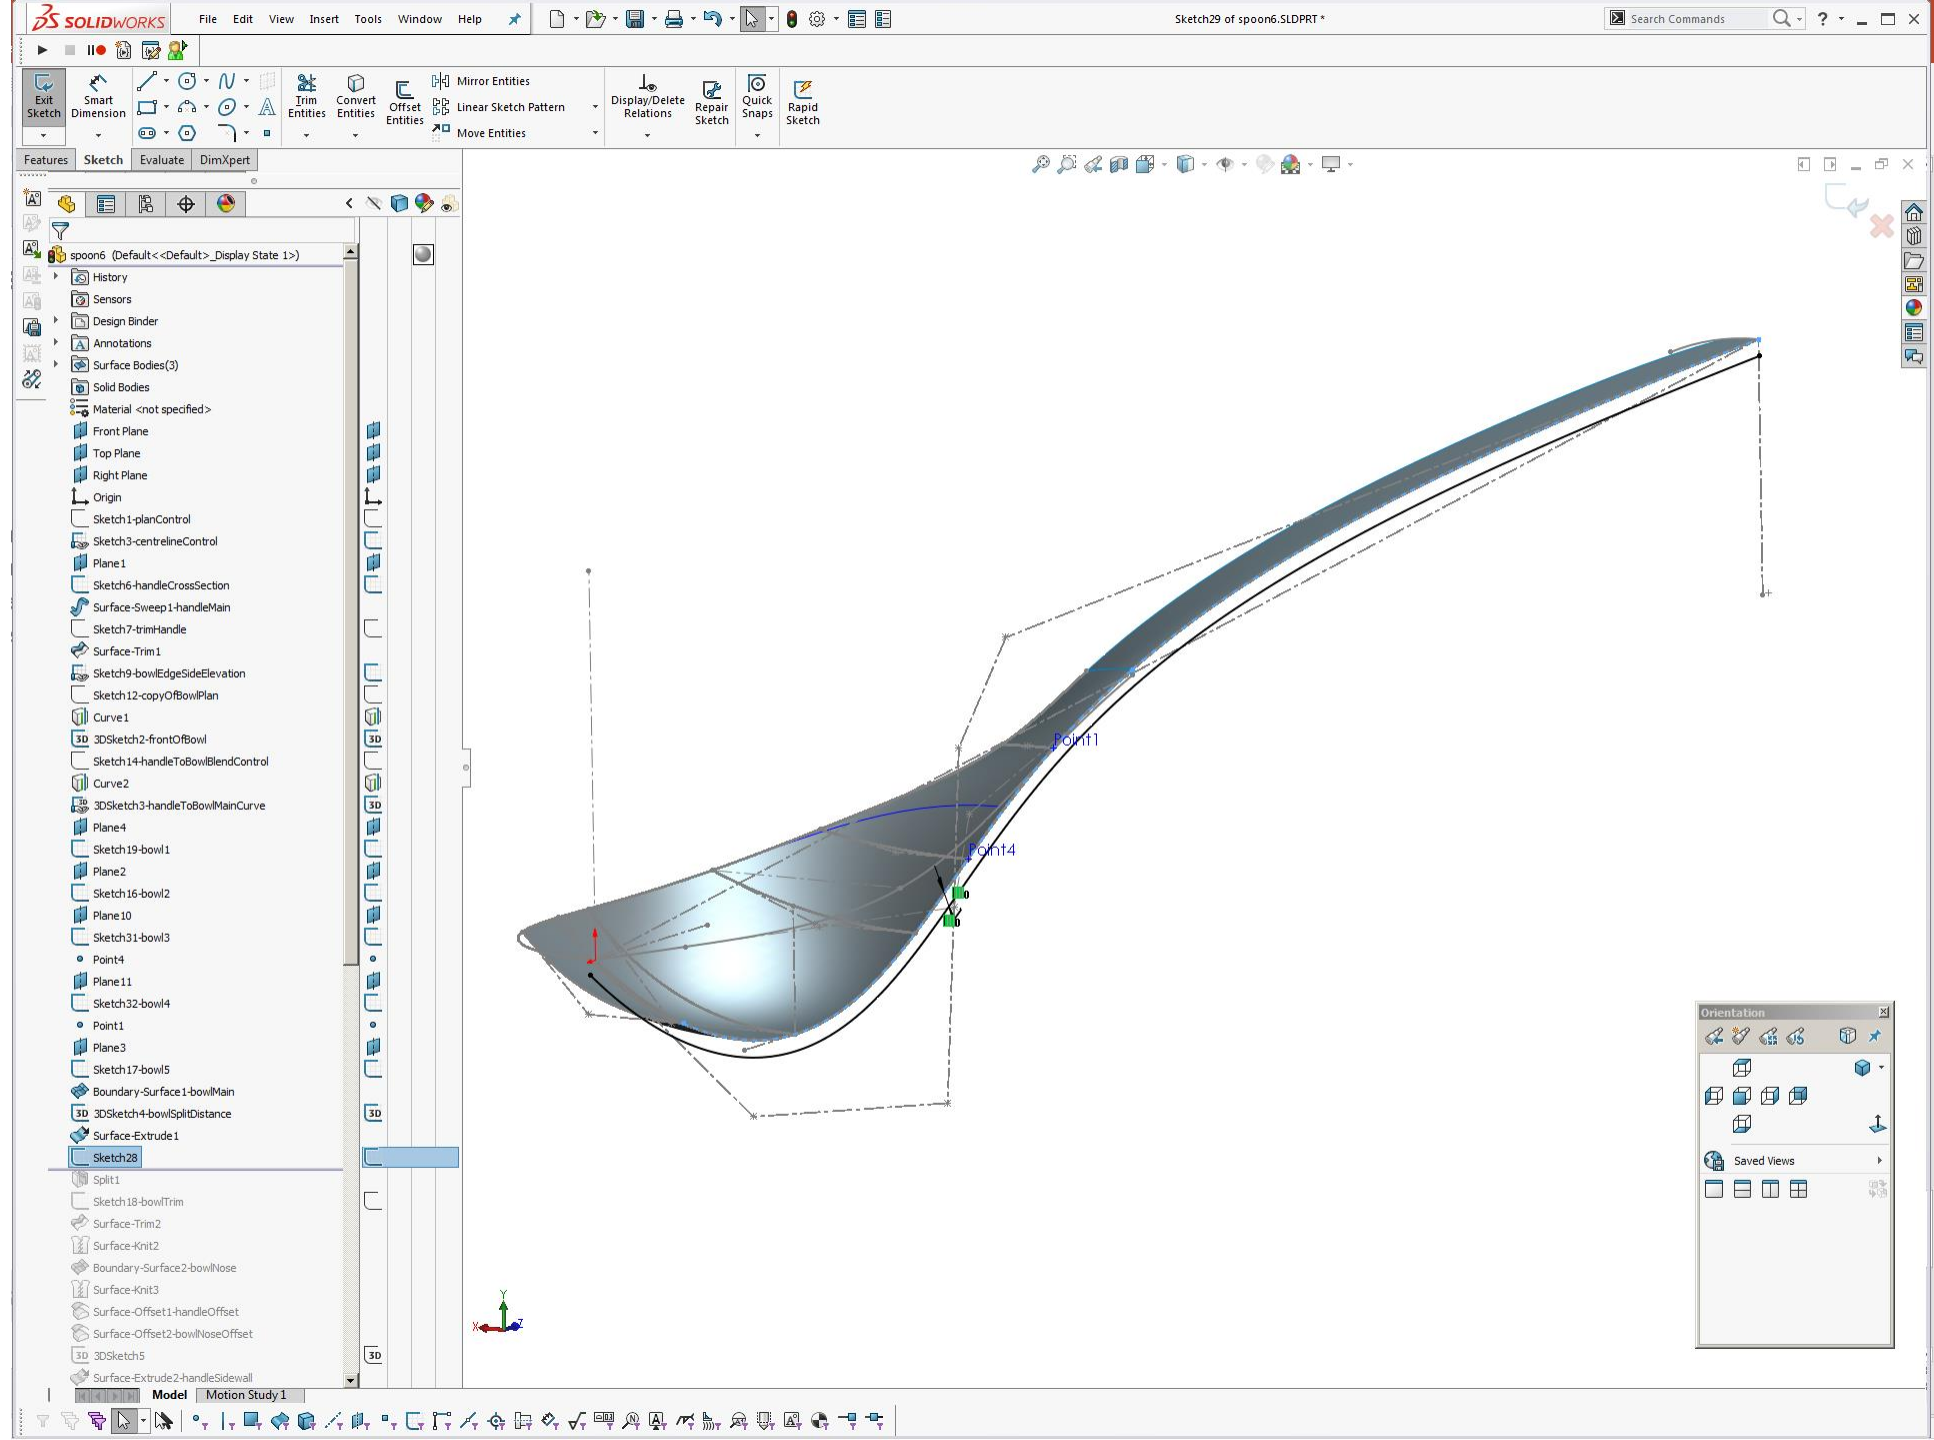 SOLIDWORKS
File Edit View Insert Tools Window Help
Sketch29 of spoon6.SLDPRT *
Search Commands
Exit Sketch
Smart Dimension
Trim Entities
Convert Entities
Offset Entities
Mirror Entities
Linear Sketch Pattern
Move Entities
Display/Delete Relations
Repair Sketch
Quick Snaps
Rapid Sketch
Features Sketch Evaluate DimXpert
spoon6 (Default<<Default>_Display State 1>)
History
Sensors
Design Binder
Annotations
Surface Bodies(3)
Solid Bodies
Material <not specified>
Front Plane
Top Plane
Right Plane
Origin
Sketch1-planControl
Sketch3-centrelineControl
Plane1
Sketch6-handleCrossSection
Surface-Sweep1-handleMain
Sketch7-trimHandle
Surface-Trim1
Sketch9-bowlEdgeSideElevation
Sketch12-copyOfBowlPlan
Curve1
3DSketch2-frontOfBowl
Sketch14-handleToBowlBlendControl
Curve2
3DSketch3-handleToBowlMainCurve
Plane4
Sketch19-bowl1
Plane2
Sketch16-bowl2
Plane10
Sketch31-bowl3
Point4
Plane11
Sketch32-bowl4
Point1
Plane3
Sketch17-bowl5
Boundary-Surface1-bowlMain
3DSketch4-bowlSplitDistance
Surface-Extrude1
Sketch28
Split1
Sketch18-bowlTrim
Surface-Trim2
Surface-Knit2
Boundary-Surface2-bowlNose
Surface-Knit3
Surface-Offset1-handleOffset
Surface-Offset2-bowlNoseOffset
3DSketch5
Surface-Extrude2-handleSidewall
Point1
Point4
Y
X
Z
Orientation
Saved Views
Model Motion Study 1